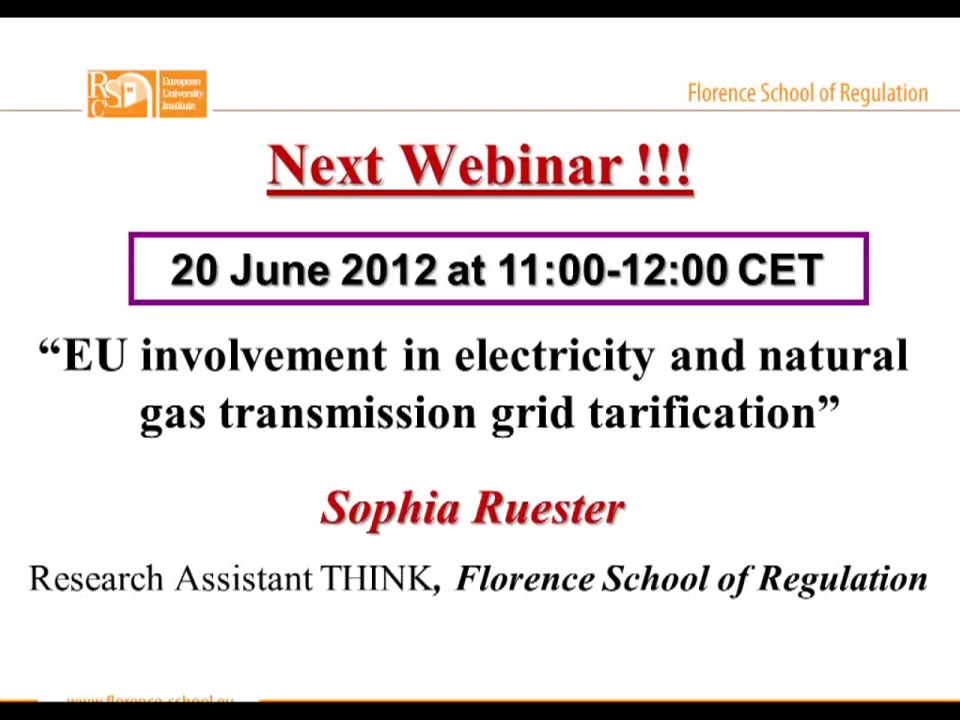 RSC
European
University
Institute
Florence School of Regulation
Next Webinar !!!
20 June 2012 at 11:00-12:00 CET
“EU involvement in electricity and natural
gas transmission grid tarification”
Sophia Ruester
Research Assistant THINK, Florence School of Regulation
www.florence-school.eu